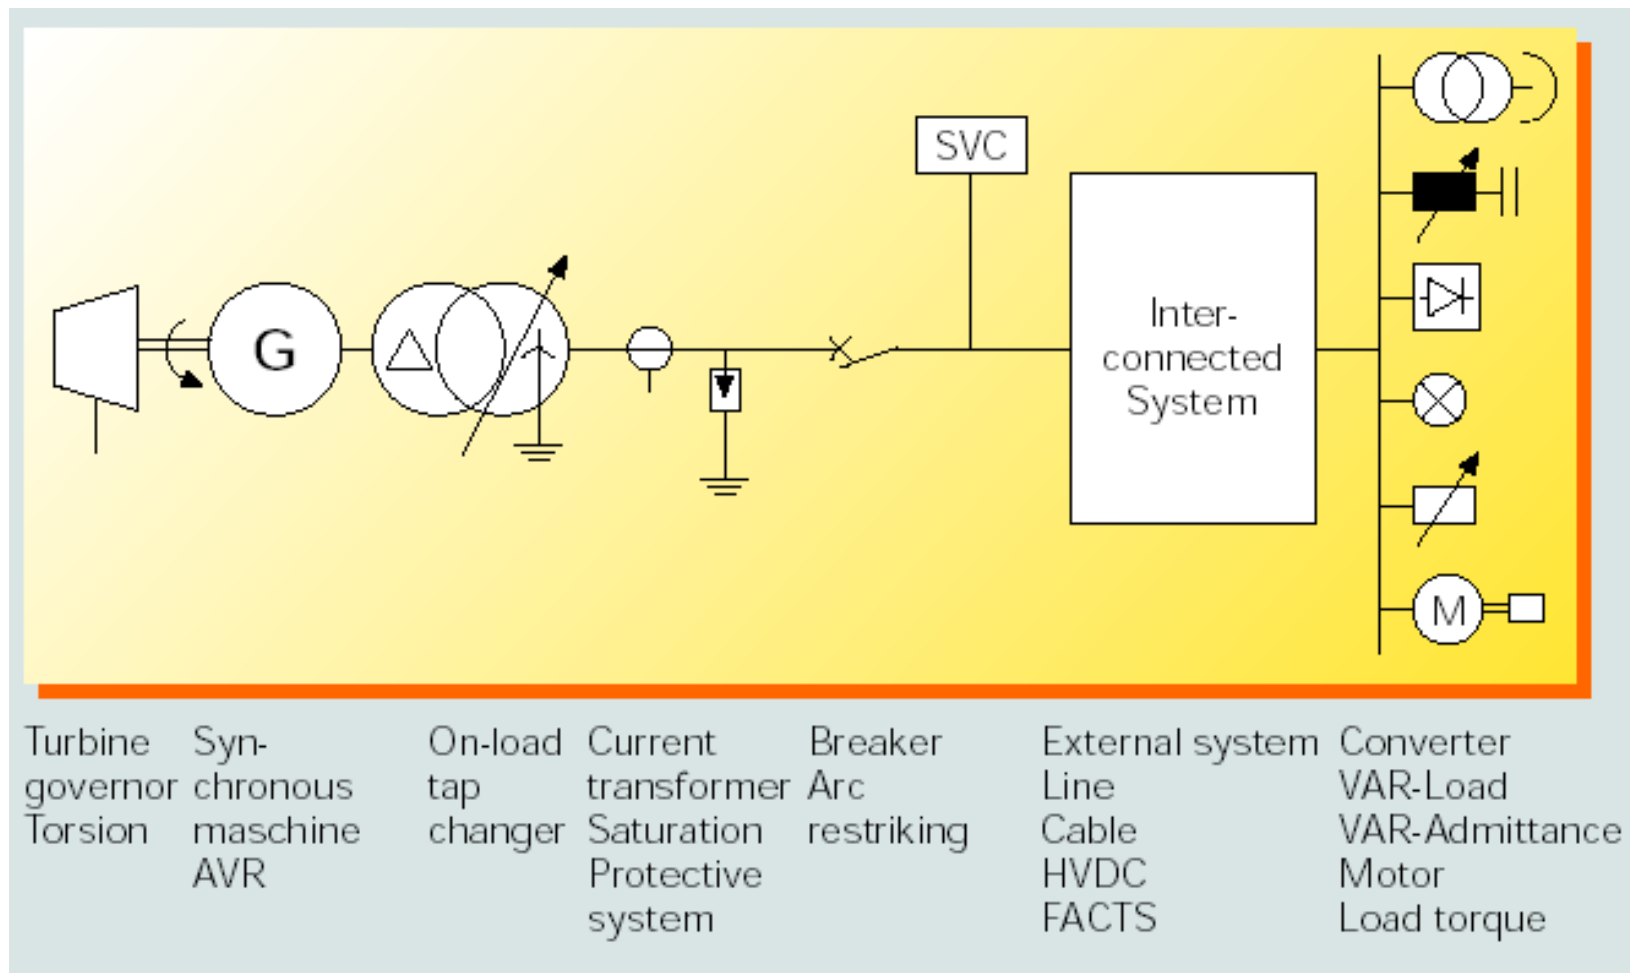 SVC
G
Inter-
connected
System
M
Turbine
governor
Torsion
Syn-
chronous
maschine
AVR
On-load
tap
changer
Current
transformer
Saturation
Protective
system
Breaker
Arc
restriking
External system
Line
Cable
HVDC
FACTS
Converter
VAR-Load
VAR-Admittance
Motor
Load torque